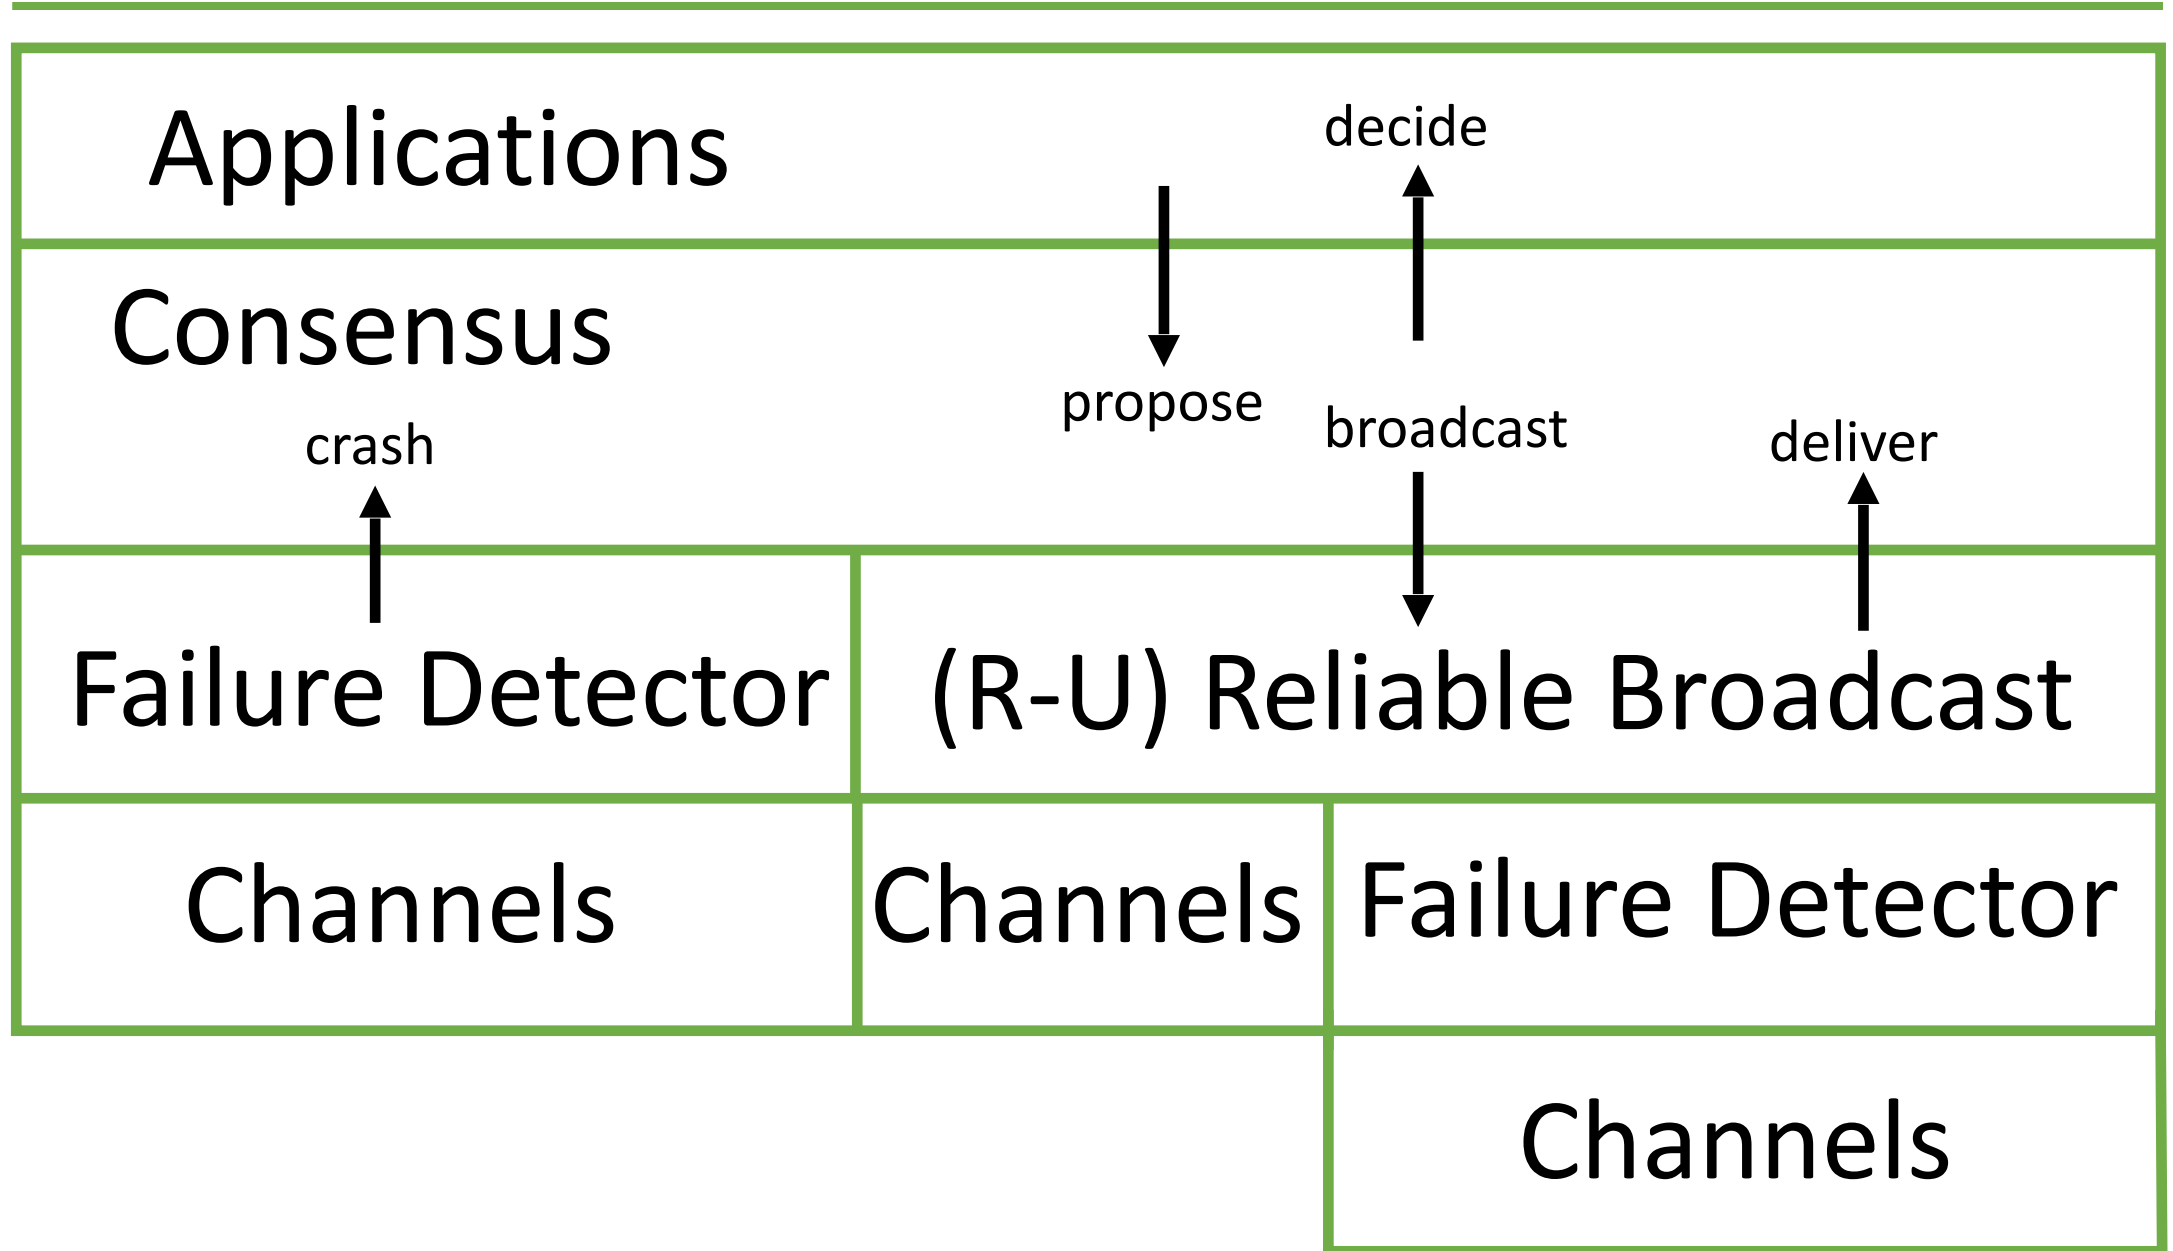 Applications
decide
Consensus
propose
broadcast
crash
deliver
Failure Detector
(R-U) Reliable Broadcast
Channels
Channels
Failure Detector
Channels